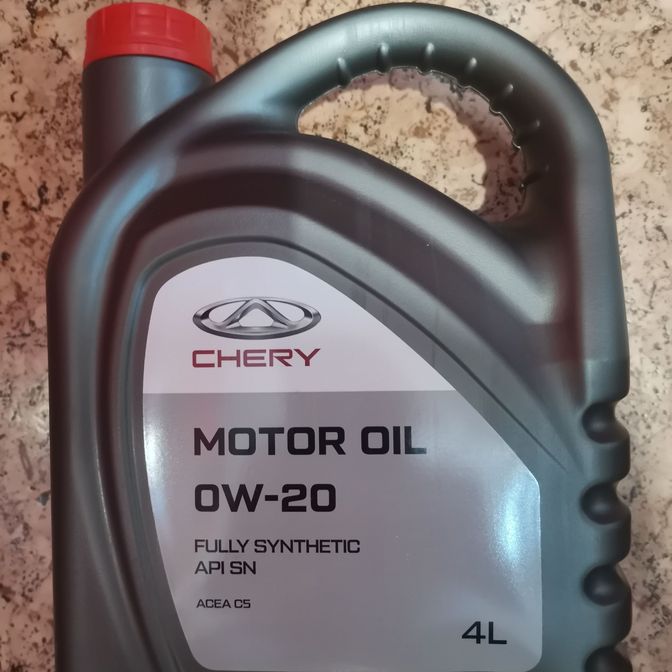 CHERY
MOTOR OIL
0W-20
FULLY SYNTHETIC
API SN
ACEA C5
4L